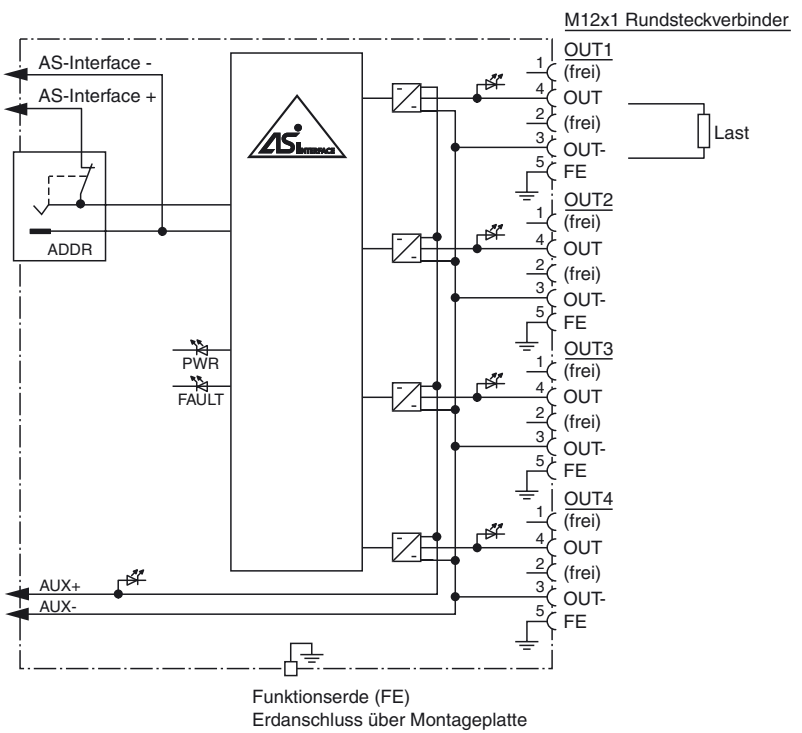 M12x1 Rundsteckverbinder
AS-Interface -
AS-Interface +
ADDR
AS-INTERFACE
PWR
FAULT
AUX+
AUX-
OUT1
1 (frei)
4 OUT
2 (frei)
3 OUT-
5 FE
Last
OUT2
1 (frei)
4 OUT
2 (frei)
3 OUT-
5 FE
OUT3
1 (frei)
4 OUT
2 (frei)
3 OUT-
5 FE
OUT4
1 (frei)
4 OUT
2 (frei)
3 OUT-
5 FE
Funktionserde (FE)
Erdanschluss über Montageplatte